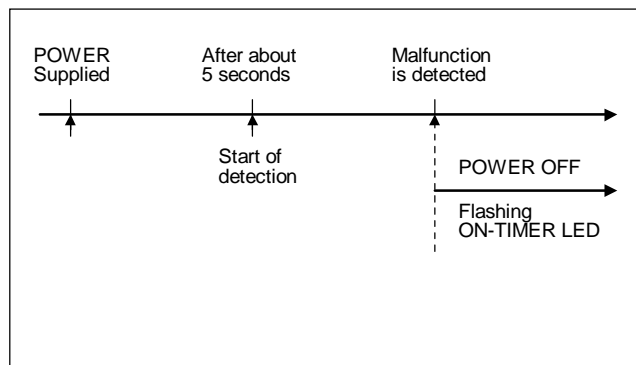 POWER
Supplied
After about
5 seconds
Malfunction
is detected
Start of
detection
POWER OFF
Flashing
ON-TIMER LED